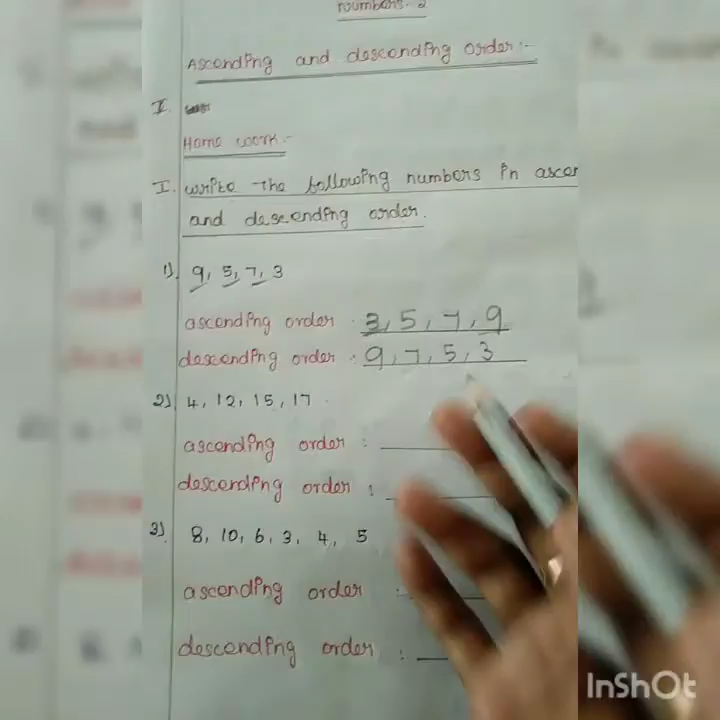 numbers. 2
Ascending and descending order:-
I.
Home work:-
I. write the following numbers in ascen
and descending order.
1). 9, 5, 7, 3
ascending order : 3, 5, 7, 9
descending order : 9, 7, 5, 3
2) 4, 12, 15, 17
ascending order :
descending order :
3). 8, 10, 6, 3, 4, 5
ascending order :
descending order :
InShOt